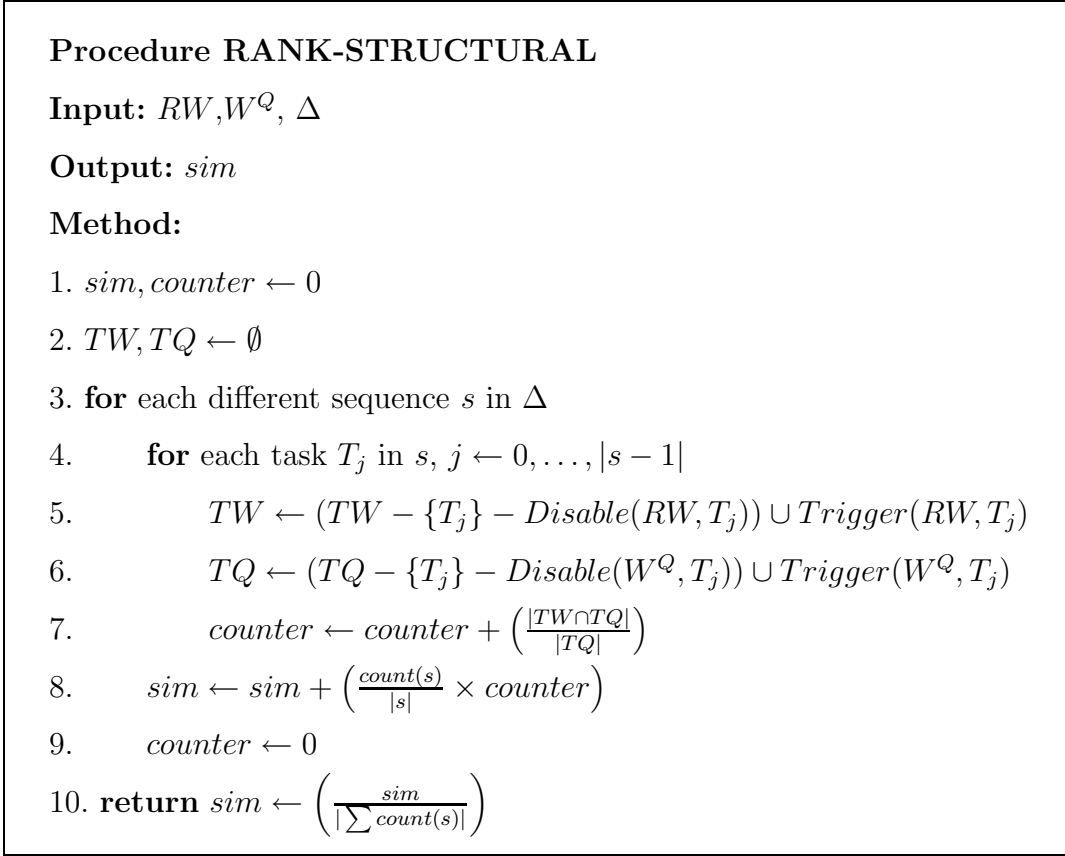 Procedure RANK-STRUCTURAL
Input: RW,W^Q, Δ
Output: sim
Method:
1. sim, counter ← 0
2. TW, TQ ← ∅
3. for each different sequence s in Δ
4. for each task T_j in s, j ← 0, . . . , |s − 1|
5. TW ← (TW − {T_j} − Disable(RW, T_j)) ∪ Trigger(RW, T_j)
6. TQ ← (TQ − {T_j} − Disable(W^Q, T_j)) ∪ Trigger(W^Q, T_j)
7. counter ← counter + (|TW∩TQ| / |TQ|)
8. sim ← sim + (count(s) / |s| × counter)
9. counter ← 0
10. return sim ← (sim / |∑ count(s)|)